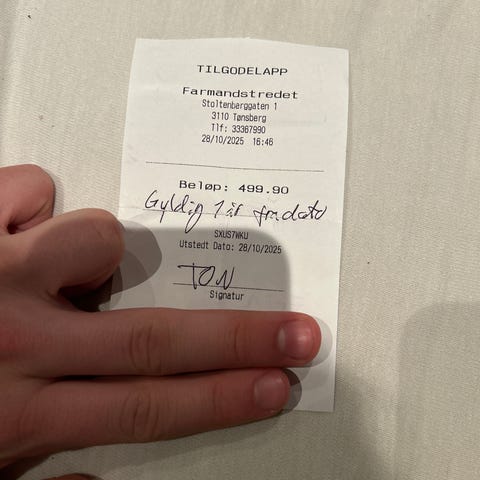 TILGODELAPP
Farmandstredet
Stoltenberggaten 1
3110 Tønsberg
Tlf: 33367990
28/10/2025 16:46
Beløp: 499.90
Gyldig 1 år fra dato
SXUS7WKU
Utstedt Dato: 28/10/2025
TON
Signatur